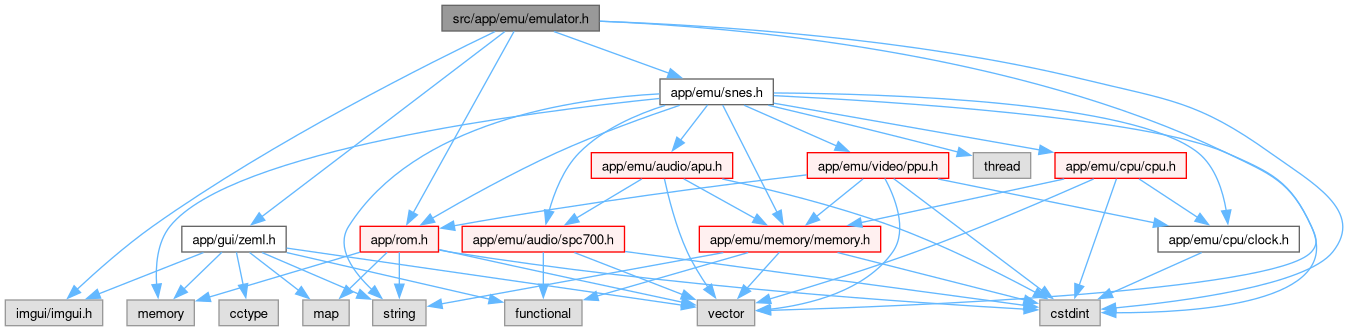 src/app/emu/emulator.h
app/emu/snes.h
app/emu/audio/apu.h
app/emu/video/ppu.h
thread
app/emu/cpu/cpu.h
app/gui/zeml.h
app/rom.h
app/emu/audio/spc700.h
app/emu/memory/memory.h
app/emu/cpu/clock.h
imgui/imgui.h
memory
cctype
map
string
functional
vector
cstdint